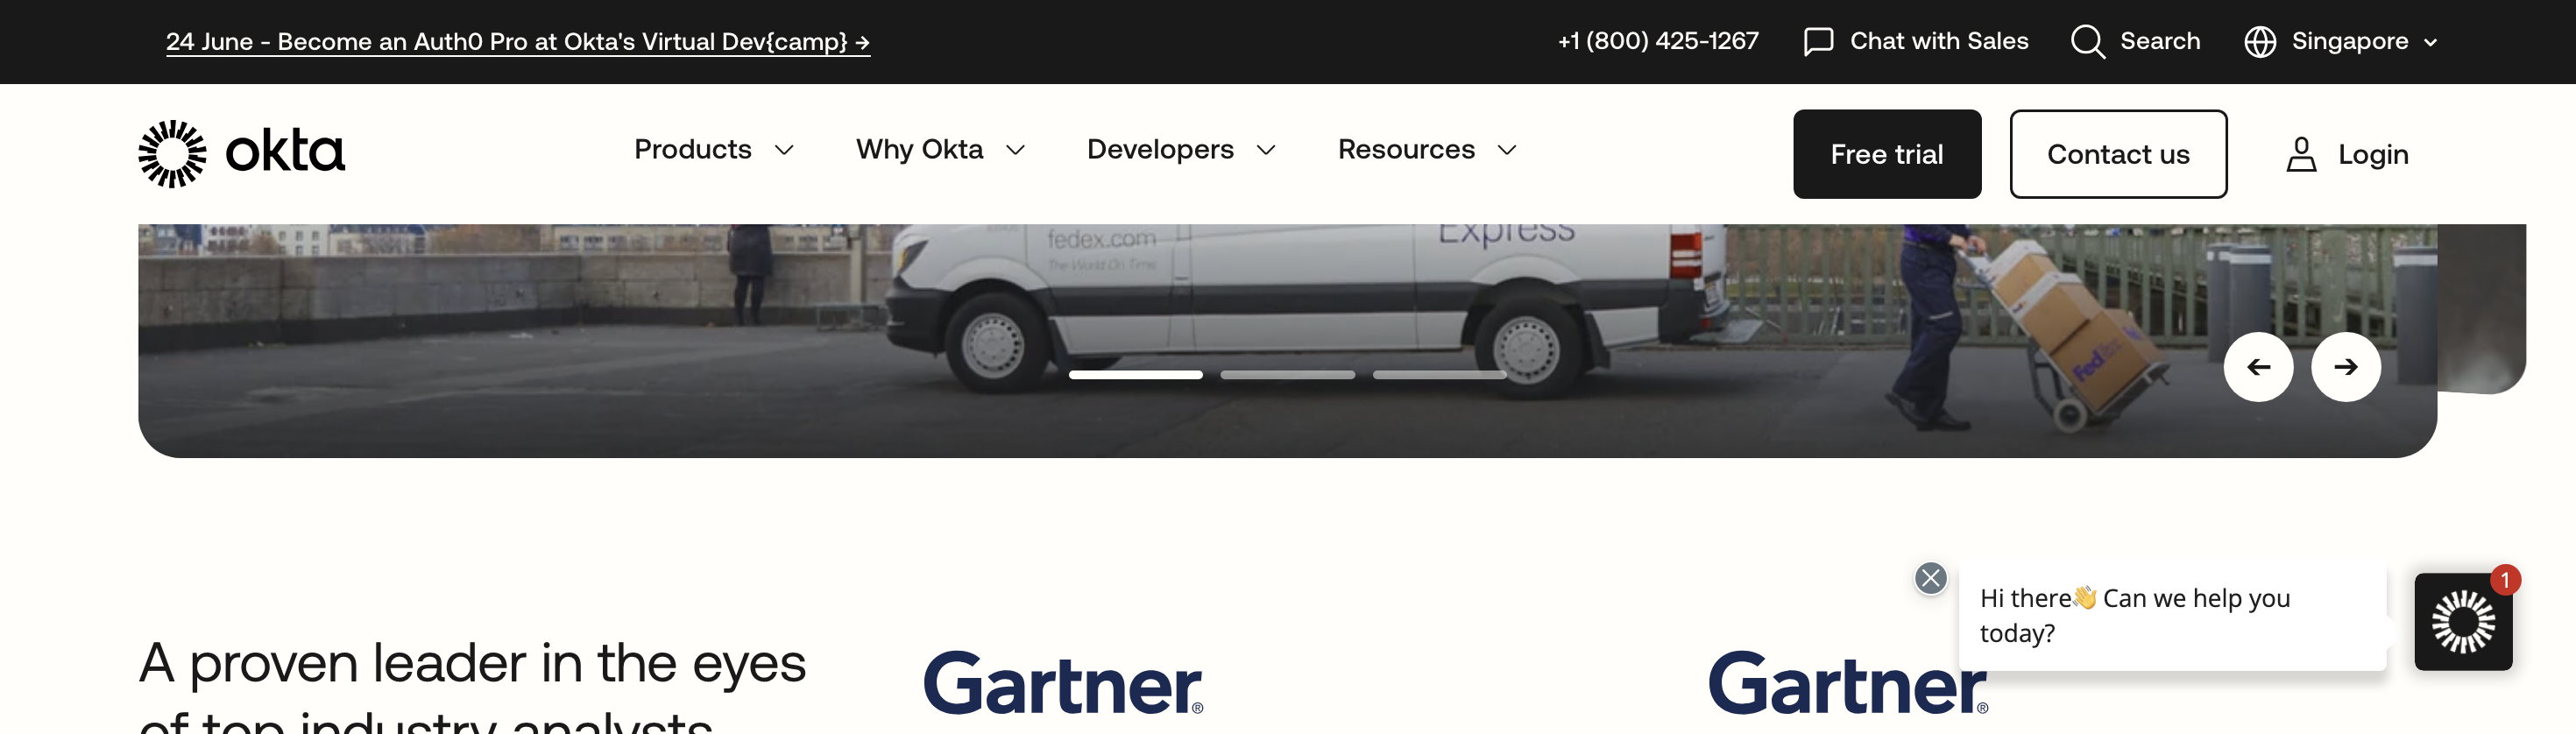 24 June - Become an Auth0 Pro at Okta's Virtual Dev{camp} →
+1 (800) 425-1267
Chat with Sales
Search
Singapore
okta
Products
Why Okta
Developers
Resources
Free trial
Contact us
Login
fedex.com
The World On Time
Express
FedEx
1
Hi there👋 Can we help you
today?
A proven leader in the eyes
of top industry analysts
Gartner®
Gartner®